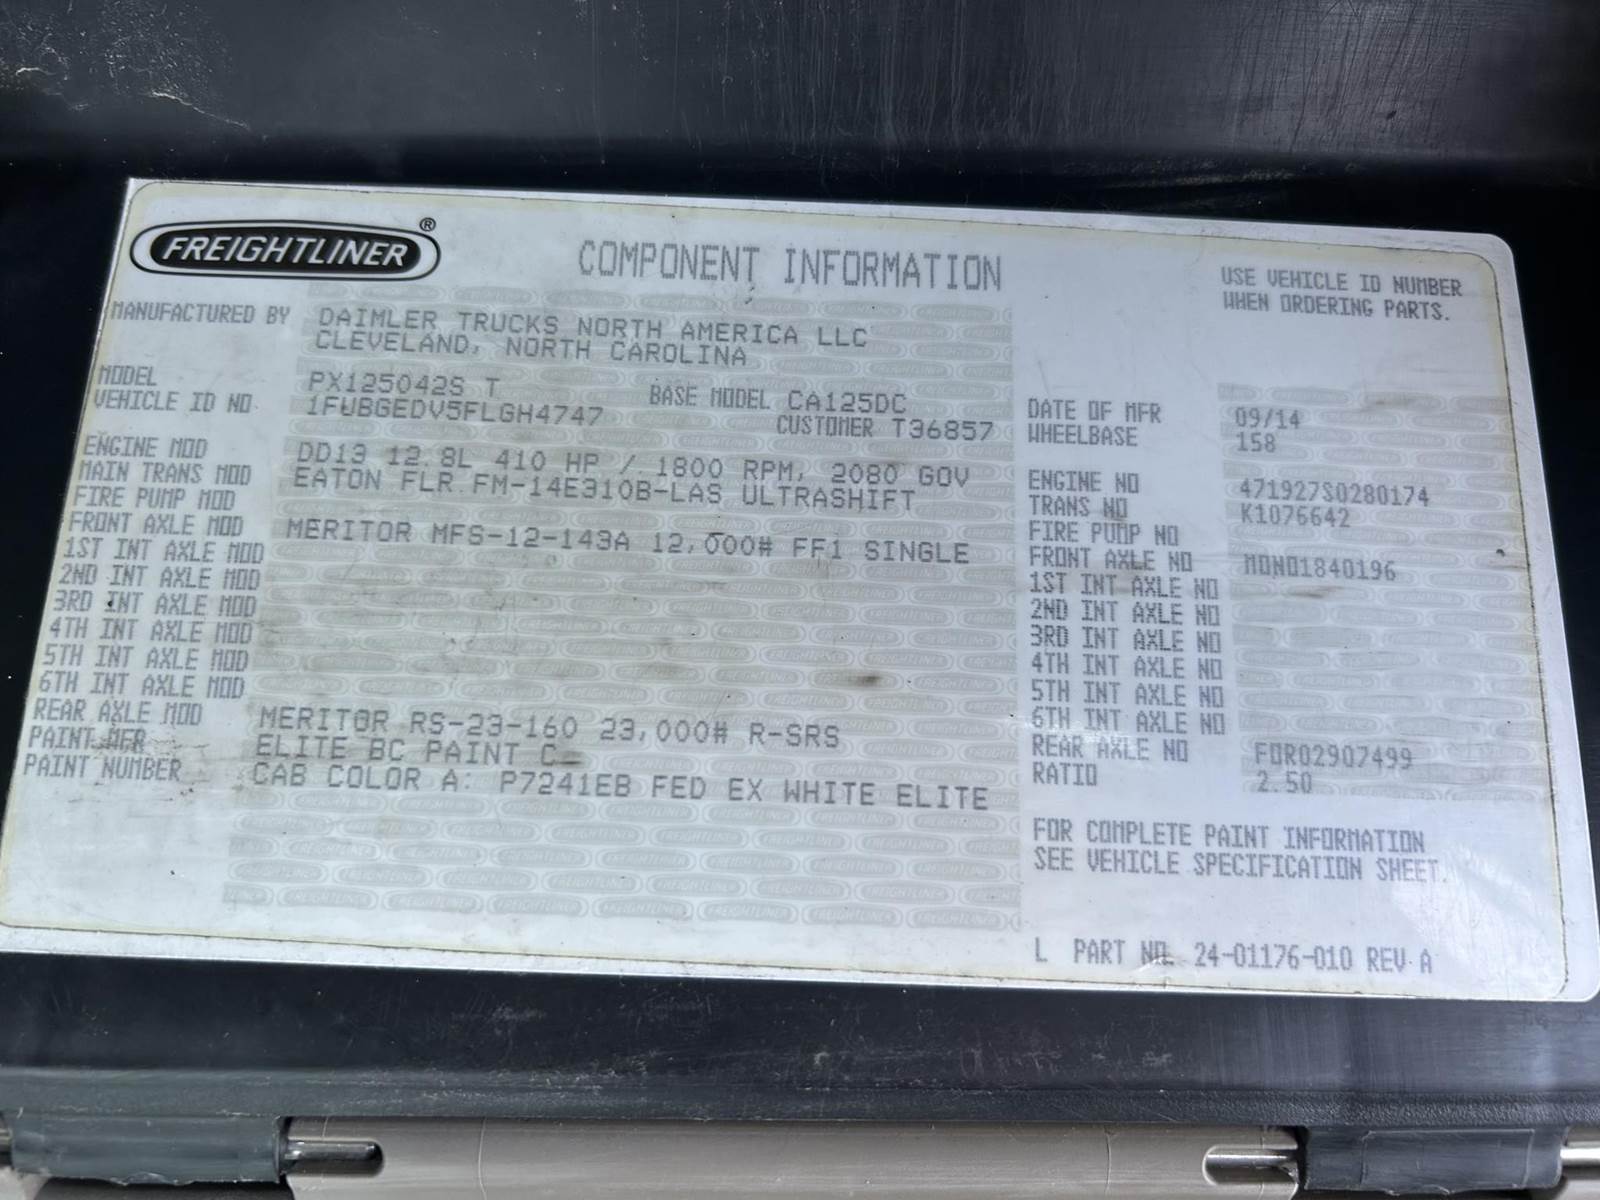 FREIGHTLINER®
COMPONENT INFORMATION
USE VEHICLE ID NUMBER
WHEN ORDERING PARTS.
MANUFACTURED BY DAIMLER TRUCKS NORTH AMERICA LLC
CLEVELAND, NORTH CAROLINA
MODEL PX125042S T BASE MODEL CA125DC
VEHICLE ID NO 1FUBGEDV5FLGH4747 CUSTOMER T36857
DATE OF MFR 09/14
WHEELBASE 158
ENGINE MOD DD13 12.8L 410 HP / 1800 RPM, 2080 GOV
MAIN TRANS MOD EATON FLR FM-14E310B-LAS ULTRASHIFT
FIRE PUMP MOD
FRONT AXLE MOD MERITOR MFS-12-143A 12,000# FF1 SINGLE
1ST INT AXLE MOD
2ND INT AXLE MOD
3RD INT AXLE MOD
4TH INT AXLE MOD
5TH INT AXLE MOD
6TH INT AXLE MOD
REAR AXLE MOD MERITOR RS-23-160 23,000# R-SRS
PAINT MFR ELITE BC PAINT C
PAINT NUMBER CAB COLOR A: P7241EB FED EX WHITE ELITE
ENGINE NO 471927S0280174
TRANS NO K1076642
FIRE PUMP NO
FRONT AXLE NO MON01840196
1ST INT AXLE NO
2ND INT AXLE NO
3RD INT AXLE NO
4TH INT AXLE NO
5TH INT AXLE NO
6TH INT AXLE NO
REAR AXLE NO FOR02907499
RATIO 2.50
FOR COMPLETE PAINT INFORMATION
SEE VEHICLE SPECIFICATION SHEET.
L PART NO. 24-01176-010 REV A